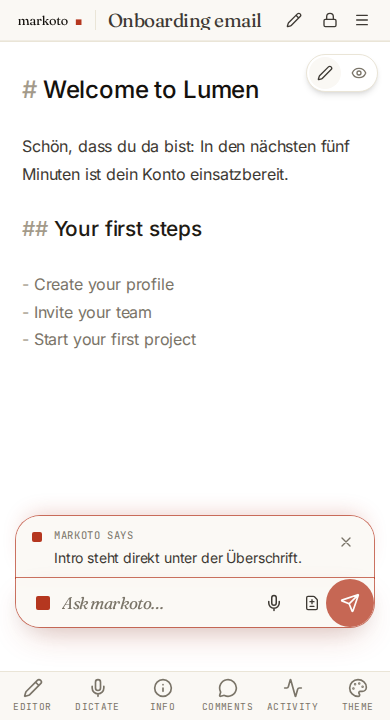 markoto
Onboarding email
# Welcome to Lumen
Schön, dass du da bist: In den nächsten fünf
Minuten ist dein Konto einsatzbereit.
## Your first steps
- Create your profile
- Invite your team
- Start your first project
MARKOTO SAYS
Intro steht direkt unter der Überschrift.
Ask markoto...
EDITOR DICTATE INFO COMMENTS ACTIVITY THEME